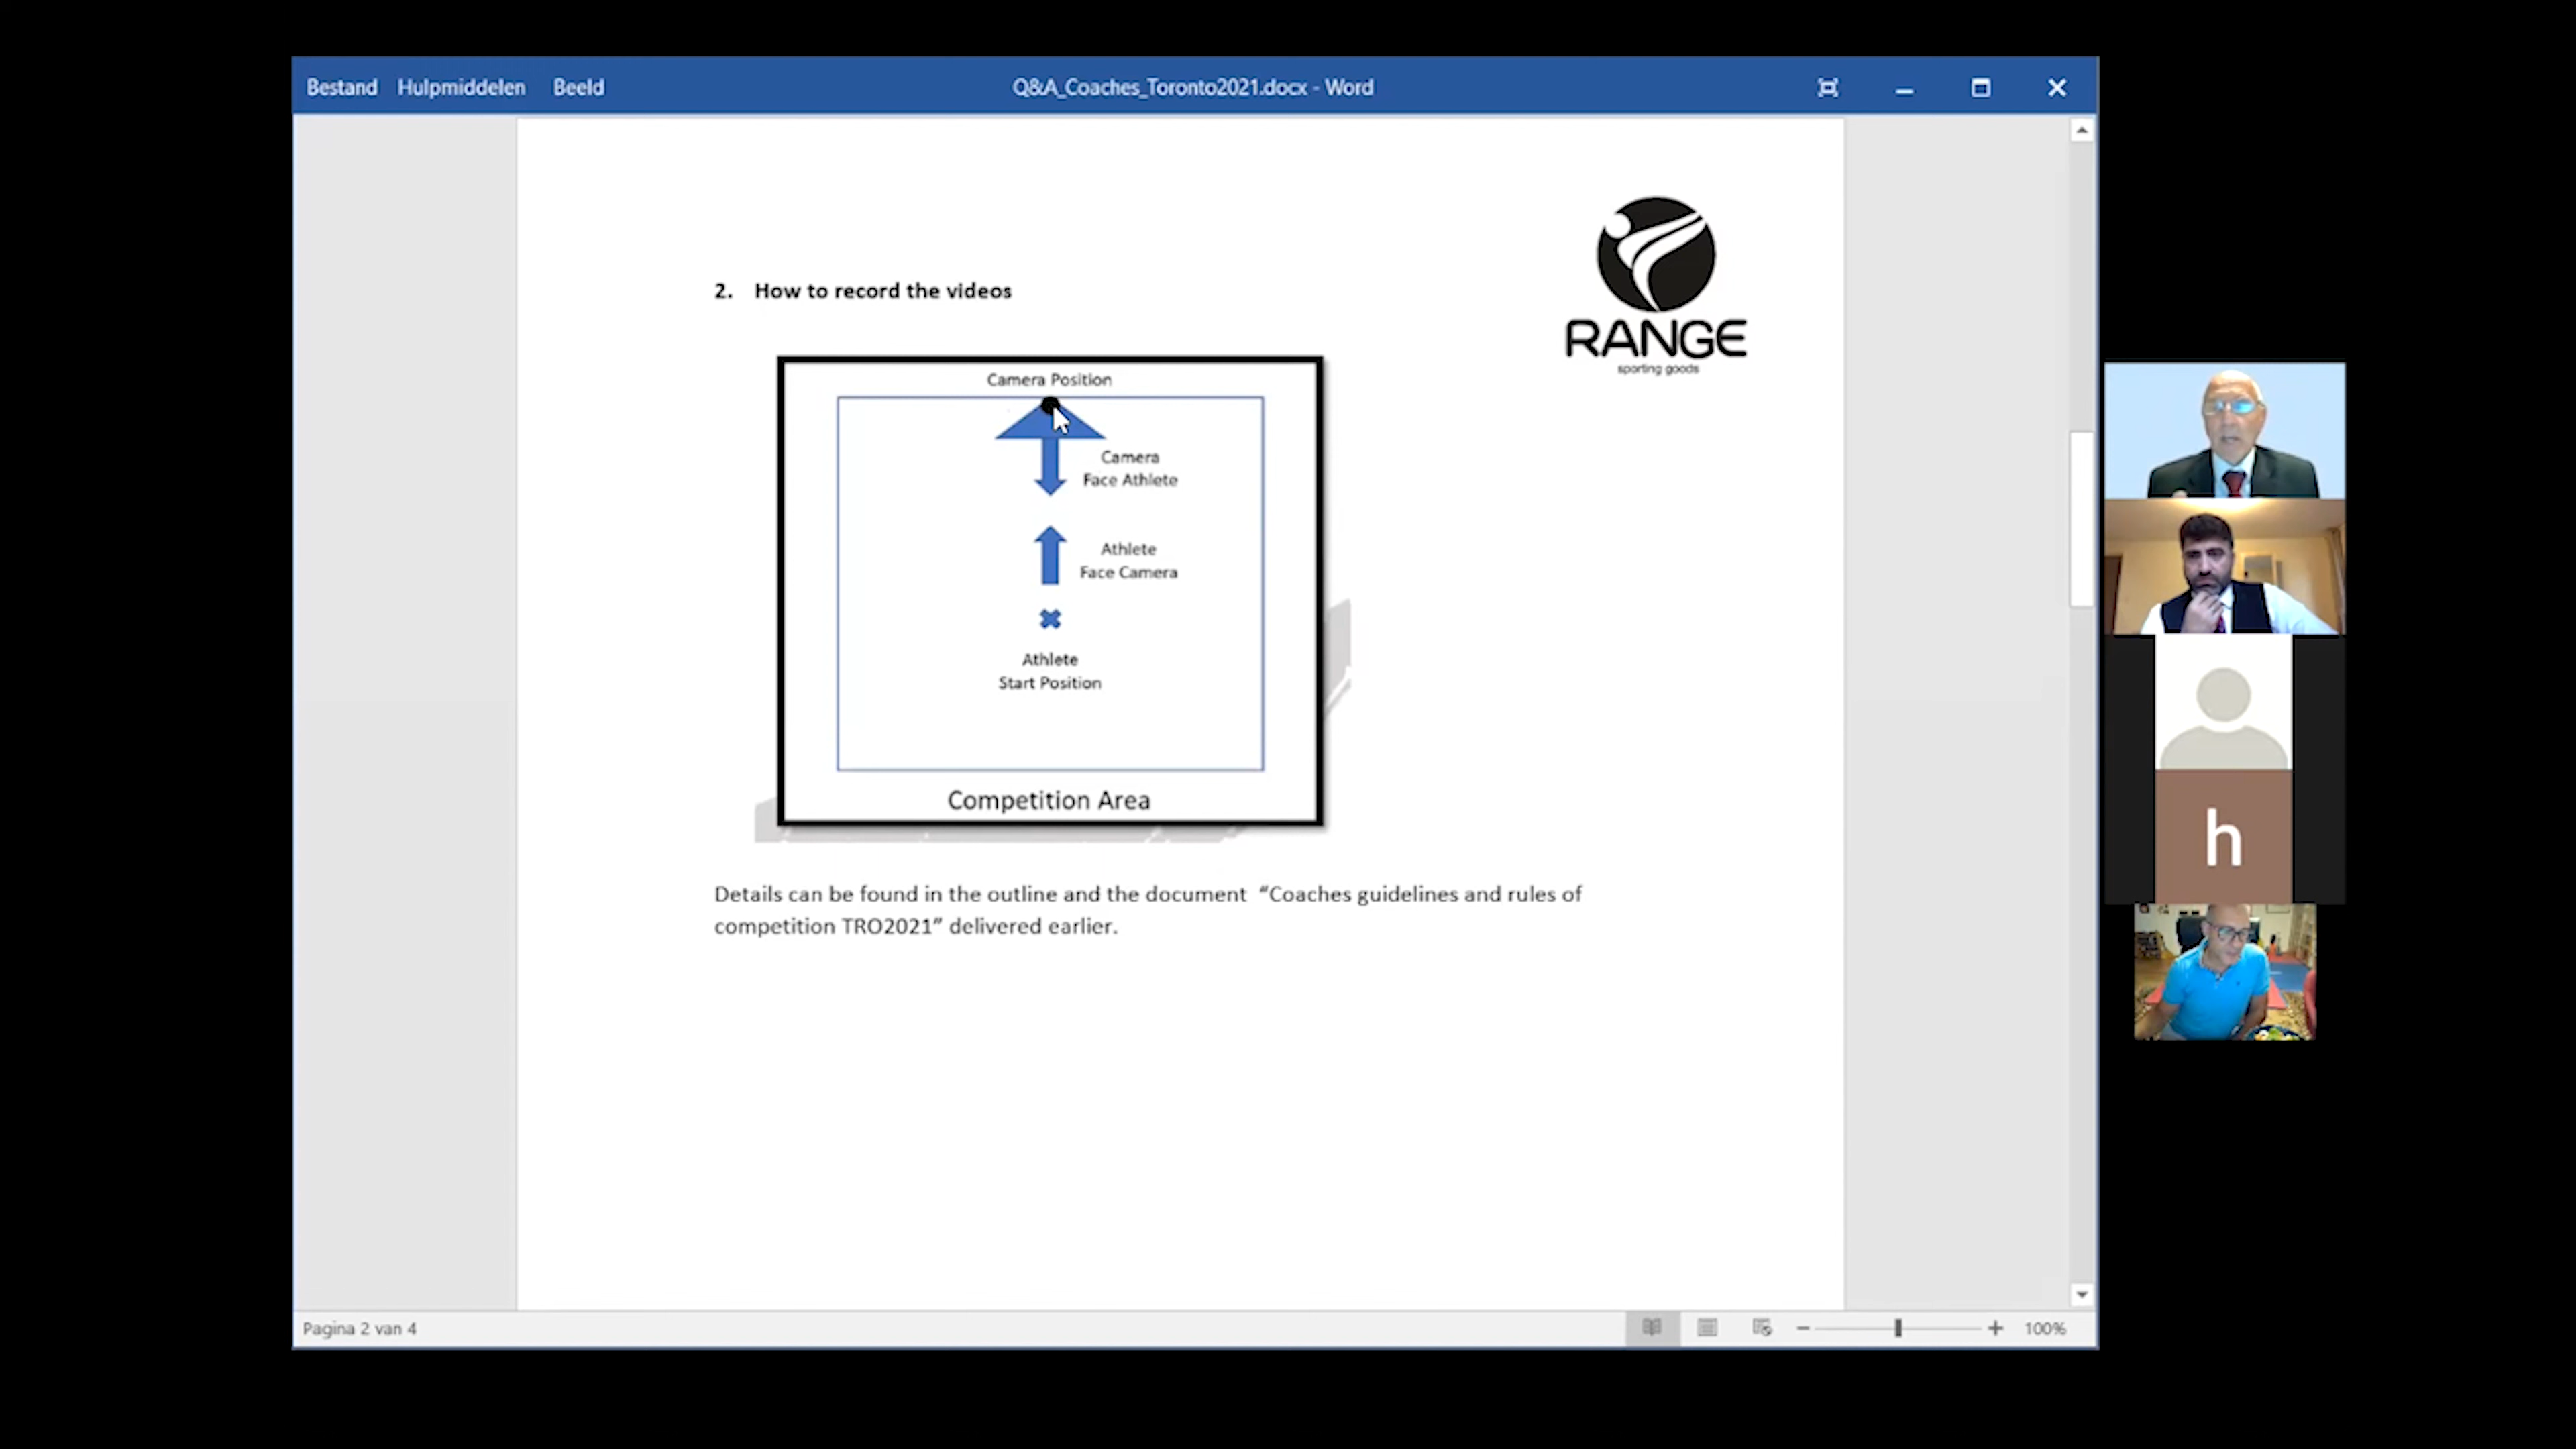 Bestand Hulpmiddelen Beeld Q&A_Coaches_Toronto2021.docx - Word
RANGE
sporting goods
2. How to record the videos
Camera Position
Camera
Face Athlete
Athlete
Face Camera
Athlete
Start Position
Competition Area
Details can be found in the outline and the document “Coaches guidelines and rules of
competition TRO2021” delivered earlier.
h
Pagina 2 van 4 100%